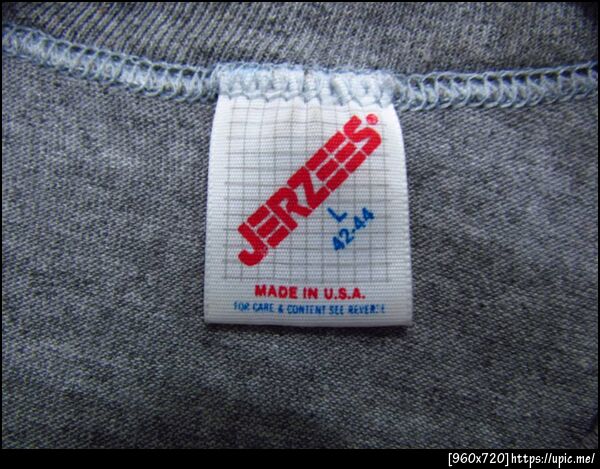 JERZEES®
L
42-44
MADE IN U.S.A.
FOR CARE & CONTENT SEE REVERSE
[960x720]https://upic.me/